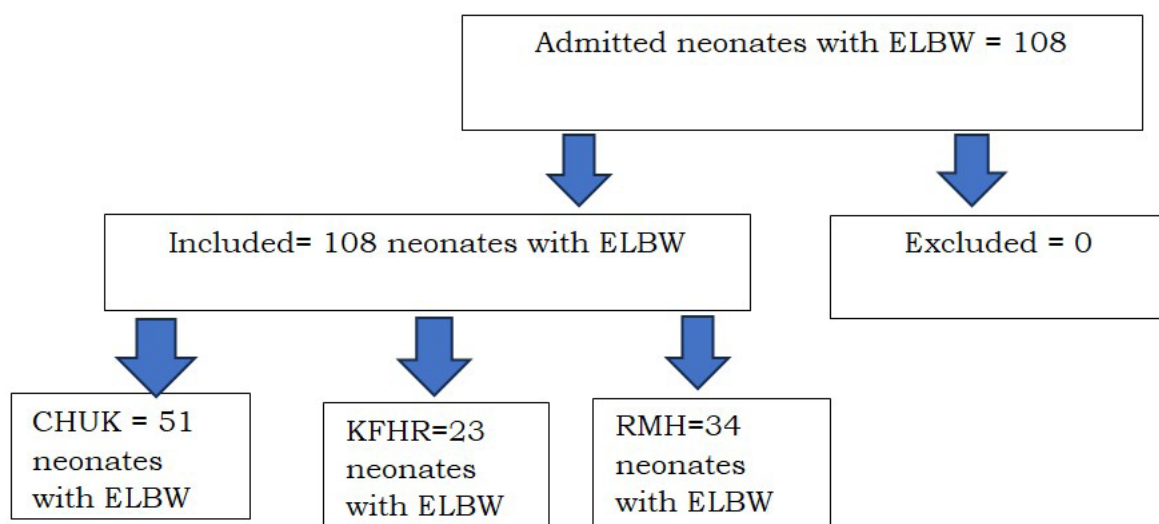 Admitted neonates with ELBW = 108
Included= 108 neonates with ELBW
Excluded = 0
CHUK = 51
neonates
with ELBW
KFHR=23
neonates
with ELBW
RMH=34
neonates
with ELBW